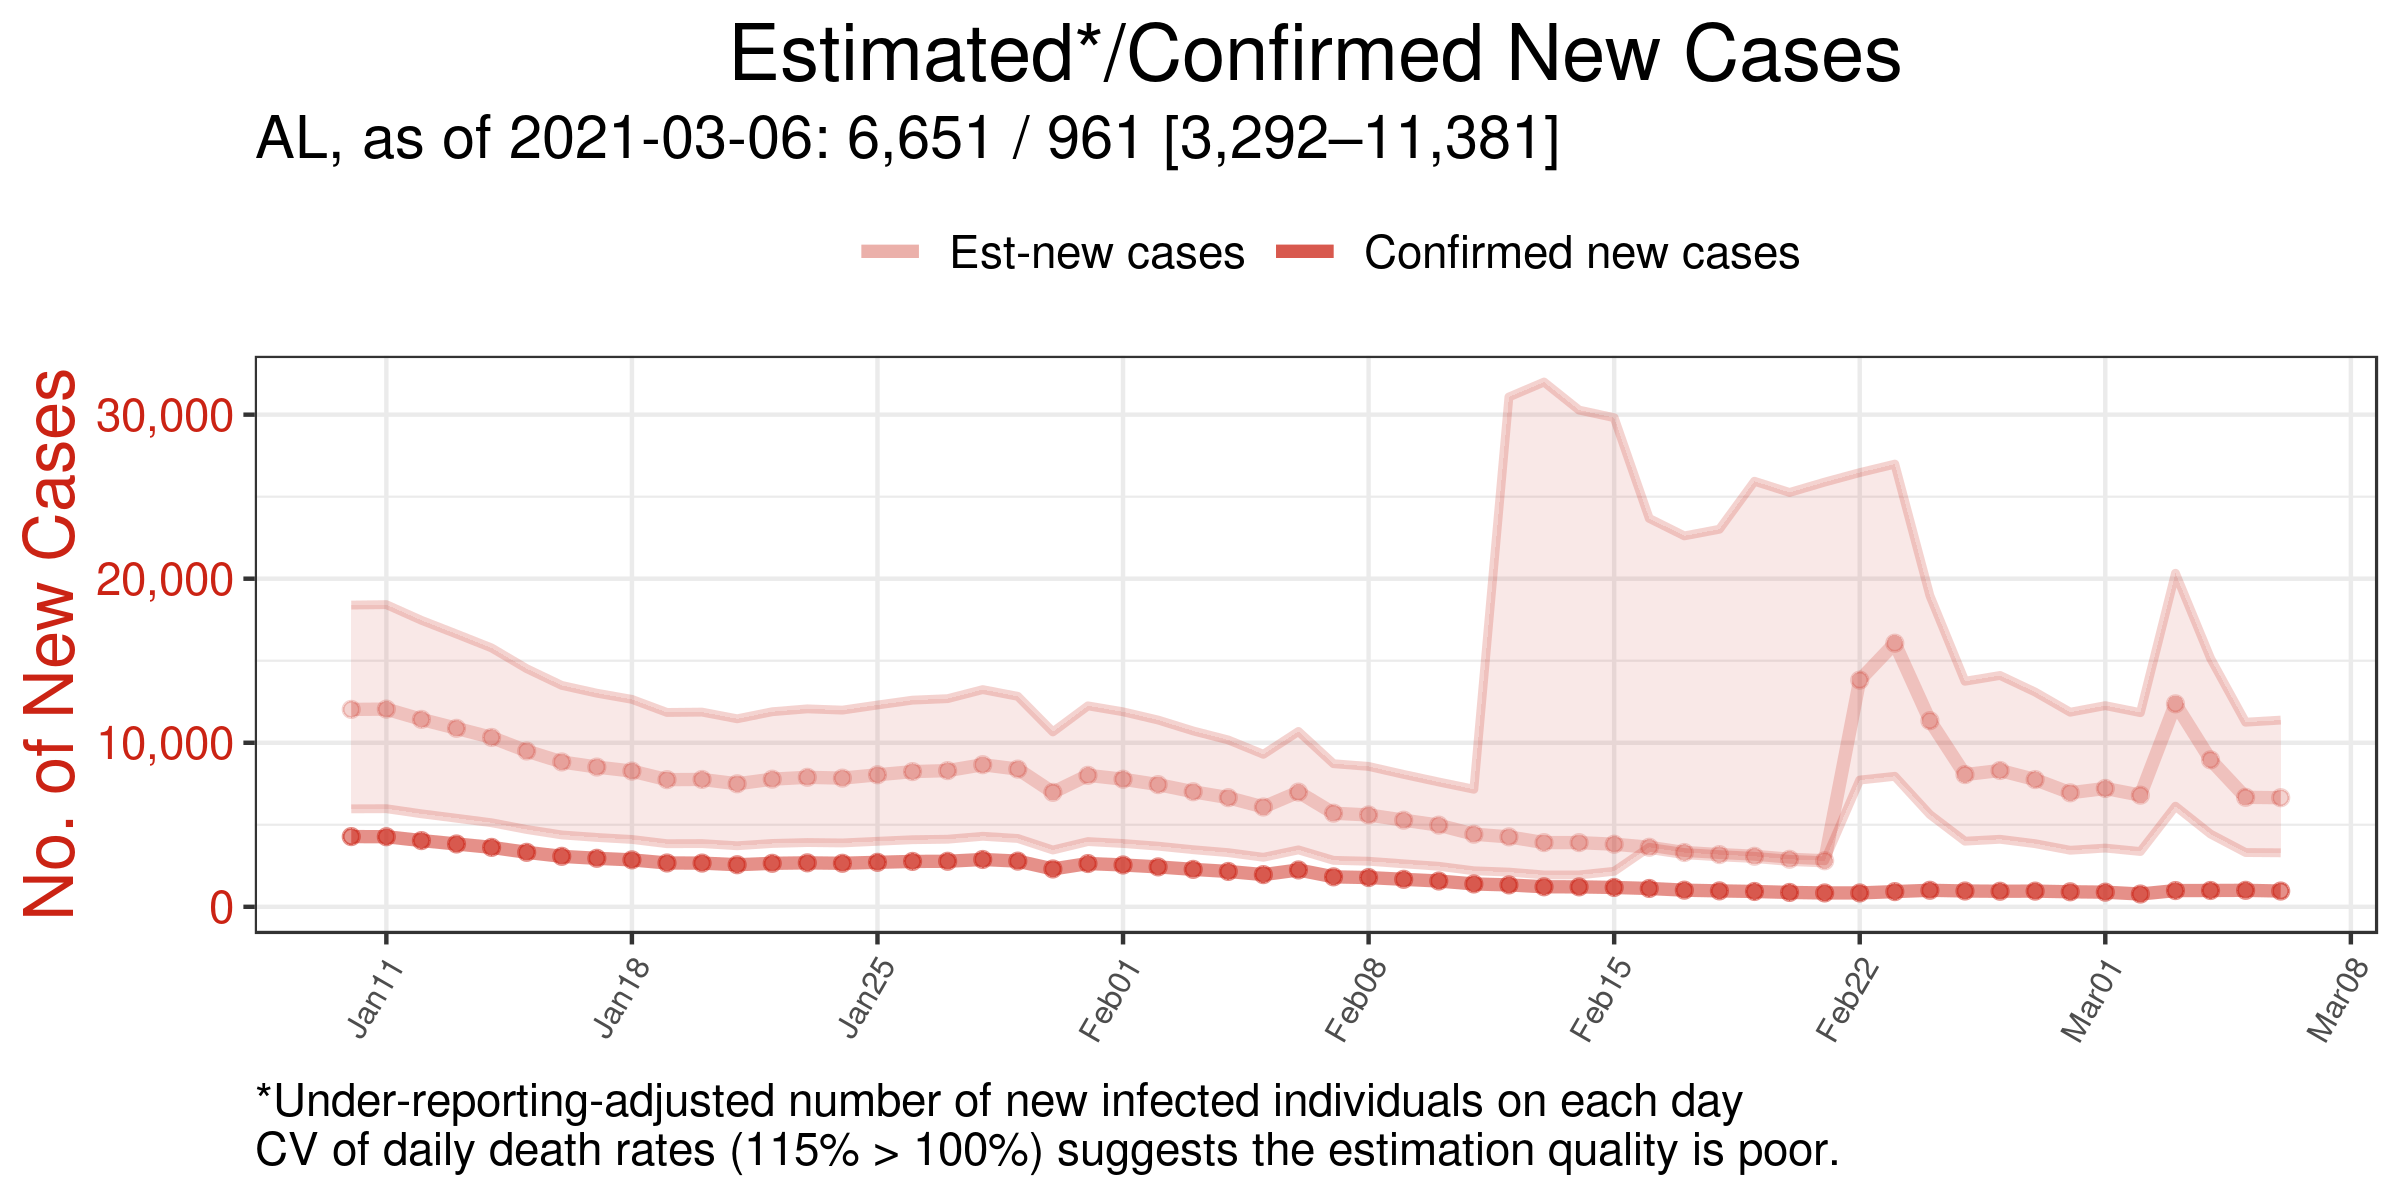 Estimated*/Confirmed New Cases
AL, as of 2021-03-06: 6,651 / 961 [3,292–11,381]
Est-new cases
Confirmed new cases
No. of New Cases
30,000
20,000
10,000
0
Jan11
Jan18
Jan25
Feb01
Feb08
Feb15
Feb22
Mar01
Mar08
*Under-reporting-adjusted number of new infected individuals on each day
CV of daily death rates (115% > 100%) suggests the estimation quality is poor.